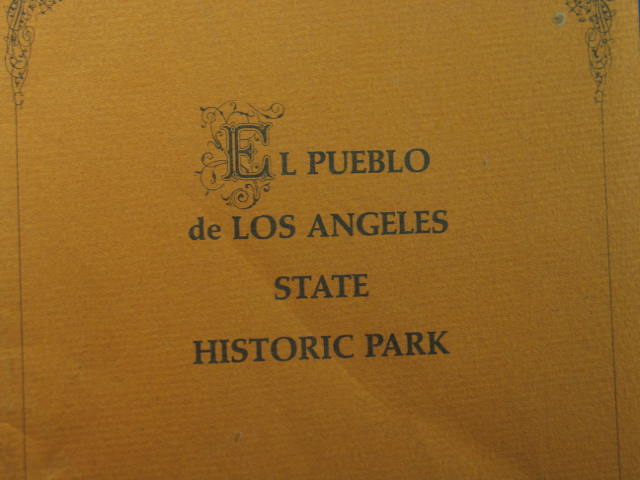 EL PUEBLO
de LOS ANGELES
STATE
HISTORIC PARK